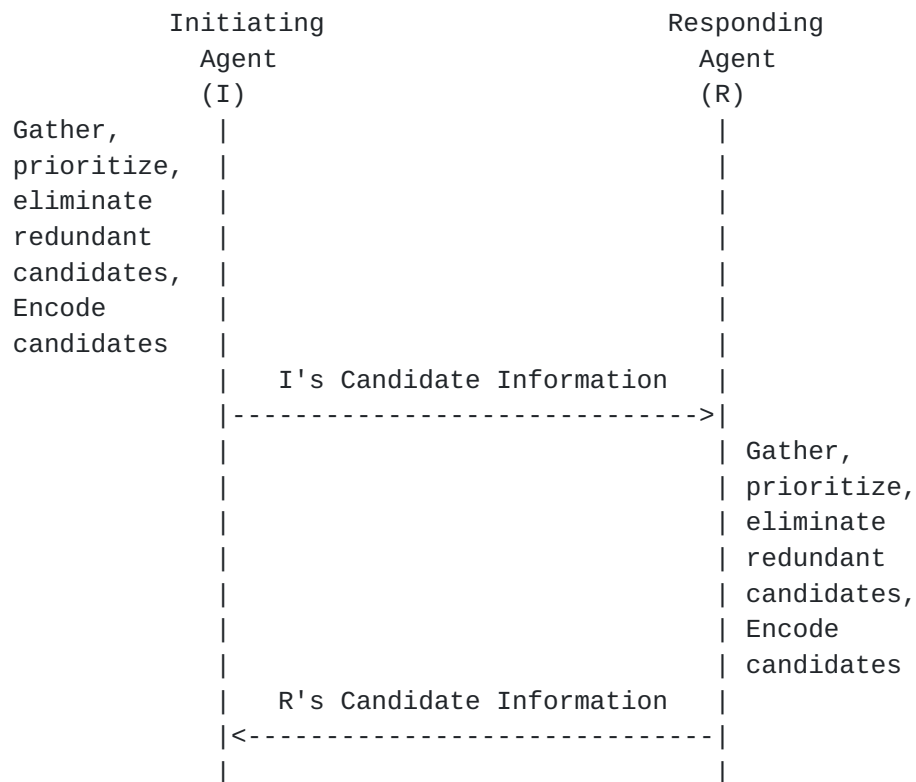 Initiating                      Responding
Agent                           Agent
(I)                             (R)
Gather,
prioritize,
eliminate
redundant
candidates,
Encode
candidates
I's Candidate Information
Gather,
prioritize,
eliminate
redundant
candidates,
Encode
candidates
R's Candidate Information